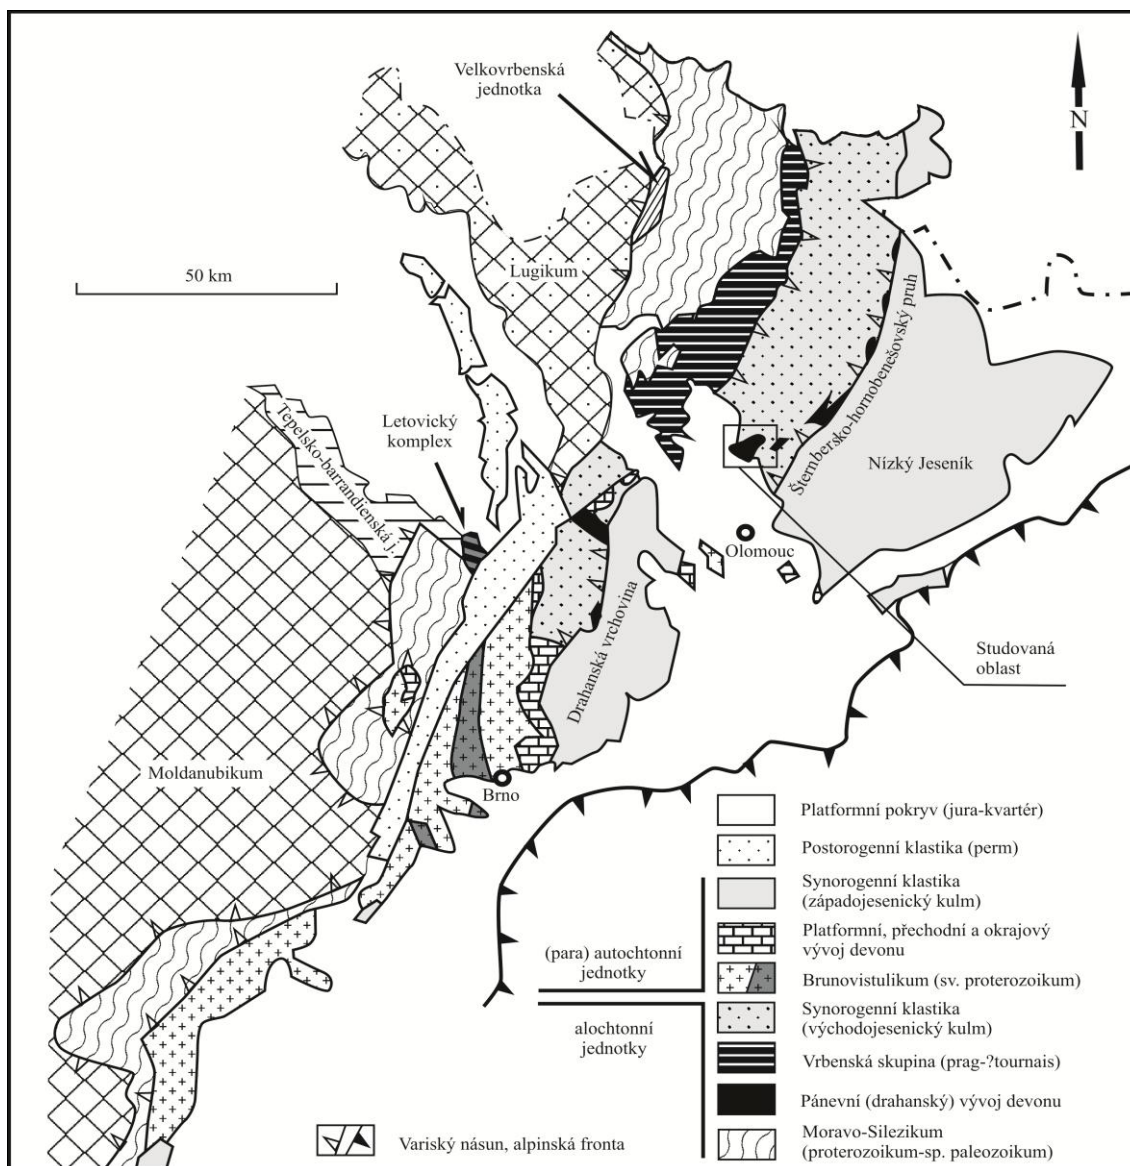 Velkovrbenská
jednotka
N
50 km
Lugikum
Šternbersko-hornobenešovský pruh
Letovický
komplex
Tepelsko-barrandienská j.
Nízký Jeseník
Olomouc
Drahanská vrchovina
Studovaná
oblast
Moldanubikum
Brno
Platformní pokryv (jura-kvartér)
Postorogenní klastika (perm)
Synorogenní klastika
(západojesenický kulm)
Platformní, přechodní a okrajový
vývoj devonu
(para) autochtonní
jednotky
Brunovistulikum (sv. proterozoikum)
Synorogenní klastika
(východojesenický kulm)
alochtonní
jednotky
Vrbenská skupina (prag-?tournais)
Pánevní (drahanský) vývoj devonu
Moravo-Silezikum
(proterozoikum-sp. paleozoikum)
Variský násun, alpinská fronta